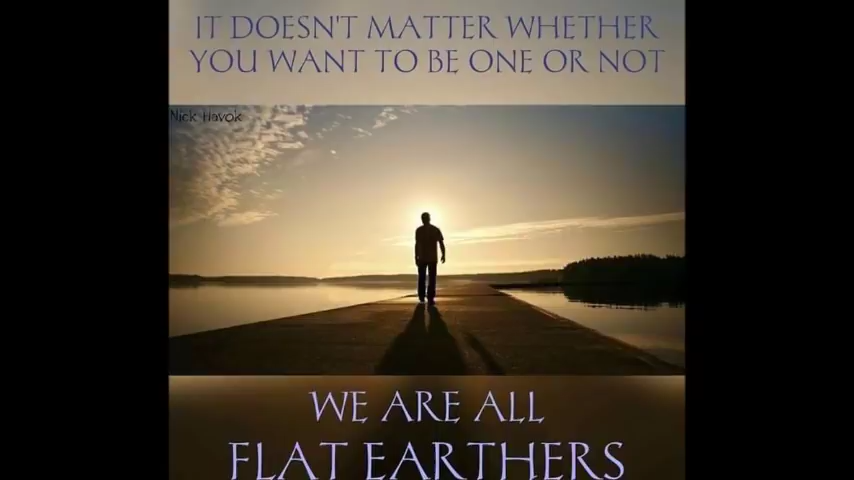 IT DOESN'T MATTER WHETHER
YOU WANT TO BE ONE OR NOT
Nick Havok
WE ARE ALL
FLAT EARTHERS